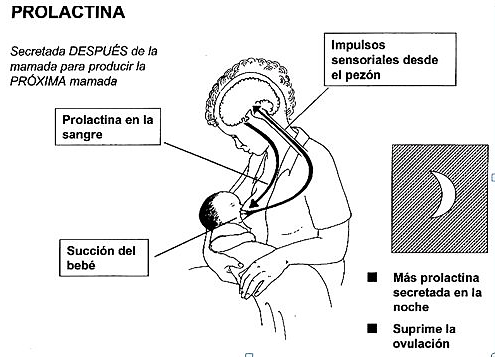 PROLACTINA
Secretada DESPUÉS de la
mamada para producir la
PRÓXIMA mamada
Impulsos
sensoriales desde
el pezón
Prolactina en la
sangre
Succión del
bebé
■ Más prolactina
secretada en la
noche
■ Suprime la
ovulación